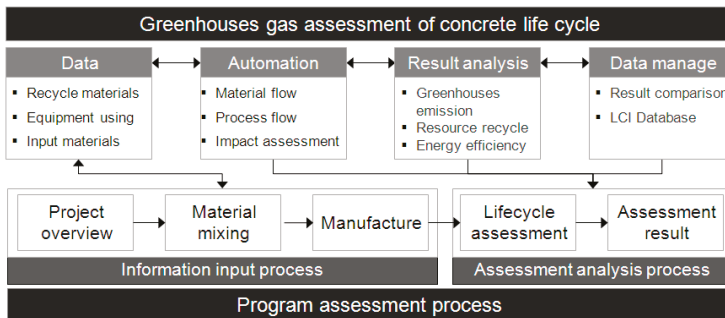 Greenhouses gas assessment of concrete life cycle
Data
Recycle materials
Equipment using
Input materials
Automation
Material flow
Process flow
Impact assessment
Result analysis
Greenhouses
emission
Resource recycle
Energy efficiency
Data manage
Result comparison
LCI Database
Project
overview
Material
mixing
Manufacture
Lifecycle
assessment
Assessment
result
Information input process
Assessment analysis process
Program assessment process